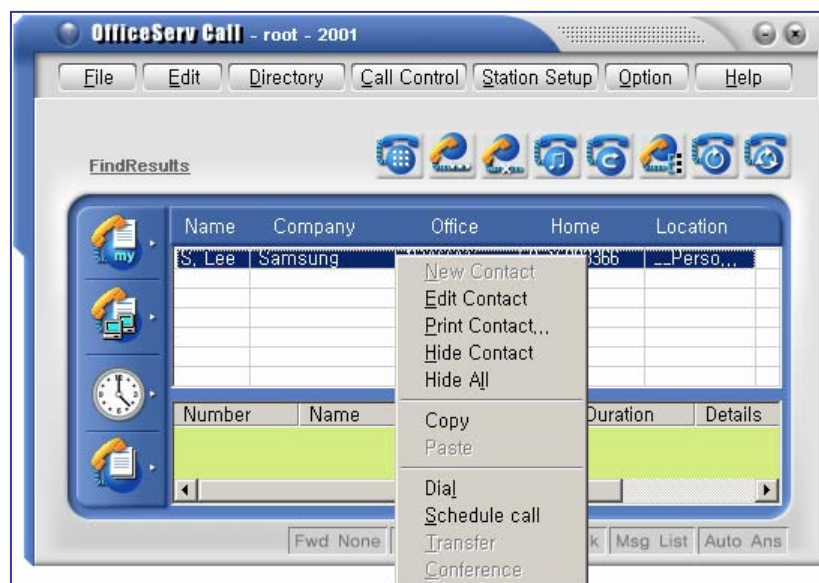 OfficeServ Call - root - 2001
File Edit Directory Call Control Station Setup Option Help
FindResults
my
Name Company Office Home Location
S. Lee Samsung __Perso...
New Contact
Edit Contact
Print Contact...
Hide Contact
Hide All
Copy
Paste
Dial
Schedule call
Transfer
Conference
Number Name Duration Details
Fwd None Msg List Auto Ans